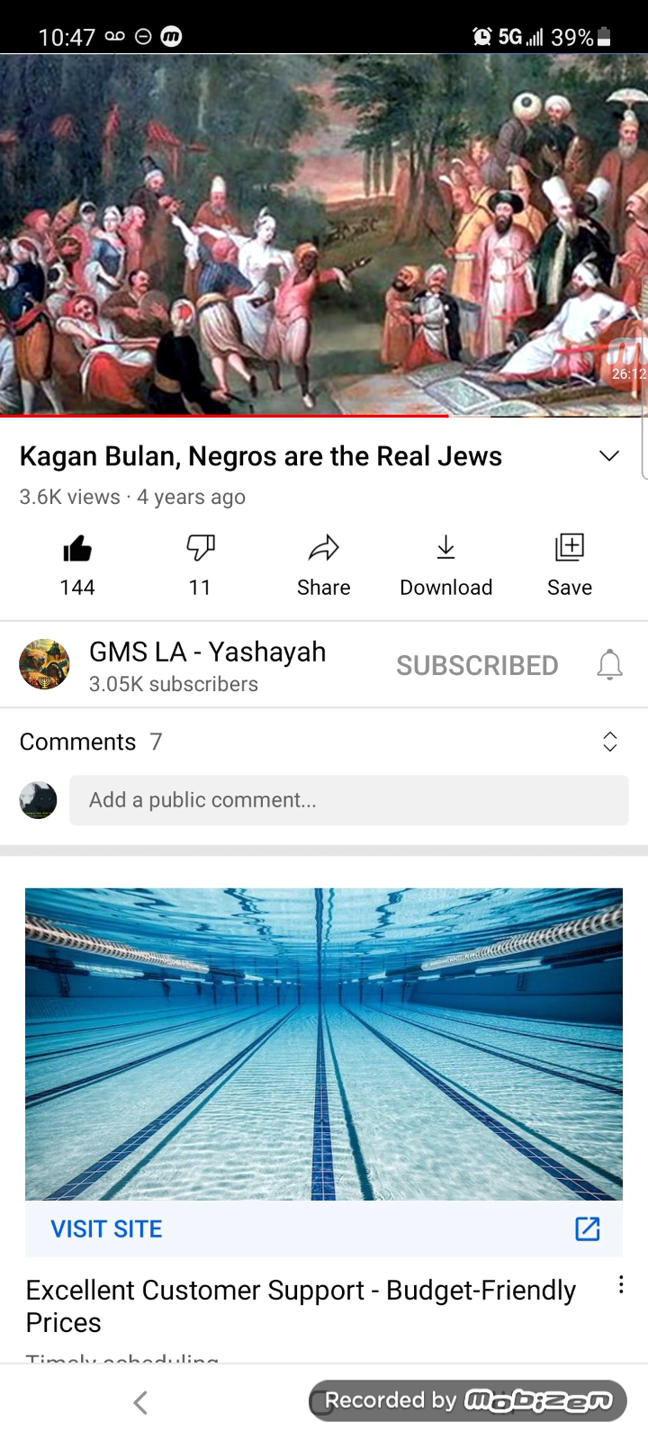 10:47 m 5G 39%
26:12
Kagan Bulan, Negros are the Real Jews
3.6K views · 4 years ago
144 11 Share Download Save
GMS LA - Yashayah SUBSCRIBED
3.05K subscribers
Comments 7
Add a public comment...
VISIT SITE
Excellent Customer Support - Budget-Friendly
Prices
Timely scheduling
Recorded by mobizen